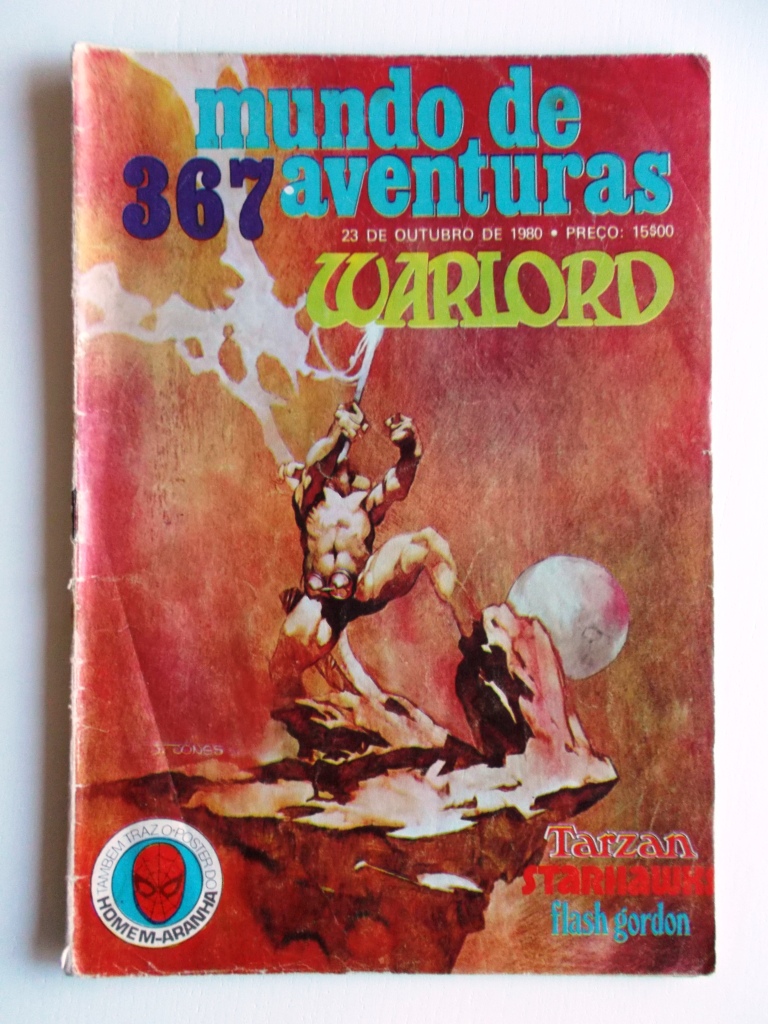 mundo de
367 aventuras
23 DE OUTUBRO DE 1980 • PREÇO: 15$00
WARLORD
JONES
Tarzan
STARHAWKS
flash gordon
TAMBÉM TRAZ O POSTER DO
HOMEM-ARANHA